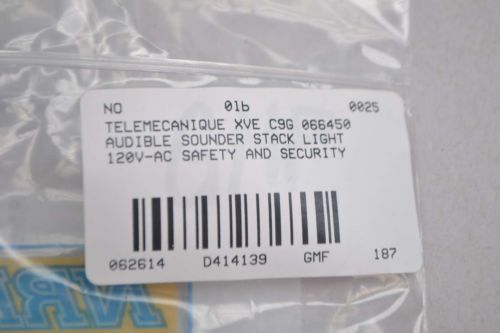 NO 01b 0025
TELEMECANIQUE XVE C9G 066450
AUDIBLE SOUNDER STACK LIGHT
120V-AC SAFETY AND SECURITY
062614 D414139 GMF 187